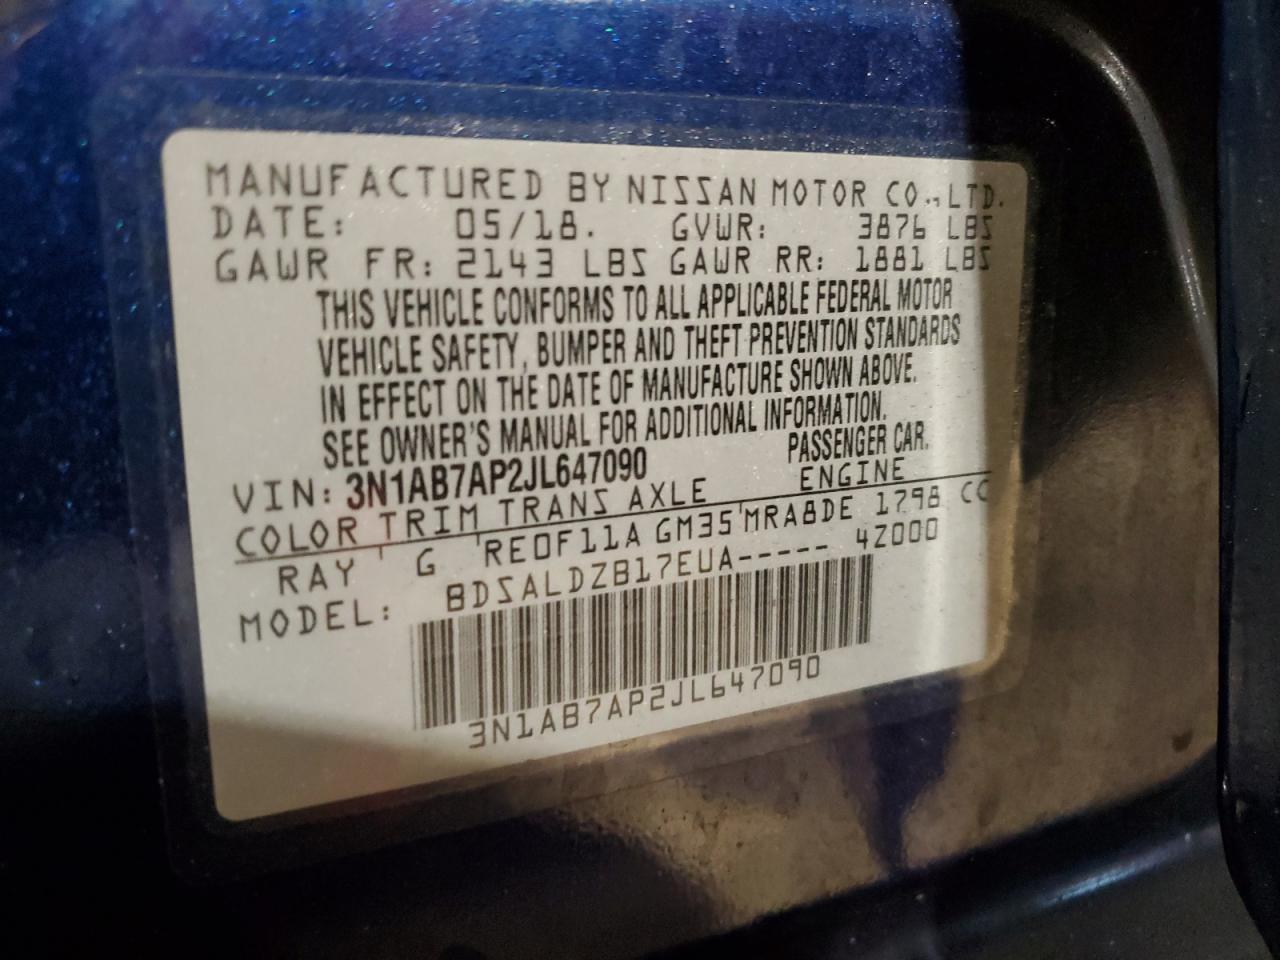 MANUFACTURED BY NISSAN MOTOR CO., LTD.
DATE: 05/18. GVWR: 3876 LBS
GAWR FR: 2143 LBS GAWR RR: 1881 LBS
THIS VEHICLE CONFORMS TO ALL APPLICABLE FEDERAL MOTOR
VEHICLE SAFETY, BUMPER AND THEFT PREVENTION STANDARDS
IN EFFECT ON THE DATE OF MANUFACTURE SHOWN ABOVE.
SEE OWNER'S MANUAL FOR ADDITIONAL INFORMATION.
VIN: 3N1AB7AP2JL647090 PASSENGER CAR.
COLOR TRIM TRANS AXLE ENGINE
RAY G RE0F11A GM35 MRA8DE 1798 CC
MODEL: BDSALDZB17EUA----- 4Z000
3N1AB7AP2JL647090